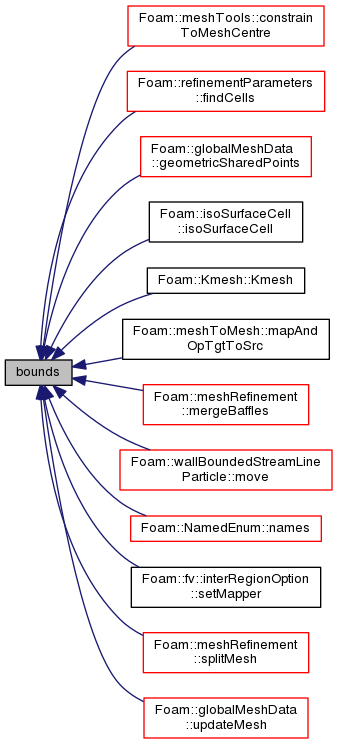 Foam::meshTools::constrain
ToMeshCentre
Foam::refinementParameters
::findCells
Foam::globalMeshData
::geometricSharedPoints
Foam::isoSurfaceCell
::isoSurfaceCell
Foam::Kmesh::Kmesh
Foam::meshToMesh::mapAnd
OpTgtToSrc
bounds
Foam::meshRefinement
::mergeBaffles
Foam::wallBoundedStreamLine
Particle::move
Foam::NamedEnum::names
Foam::fv::interRegionOption
::setMapper
Foam::meshRefinement
::splitMesh
Foam::globalMeshData
::updateMesh